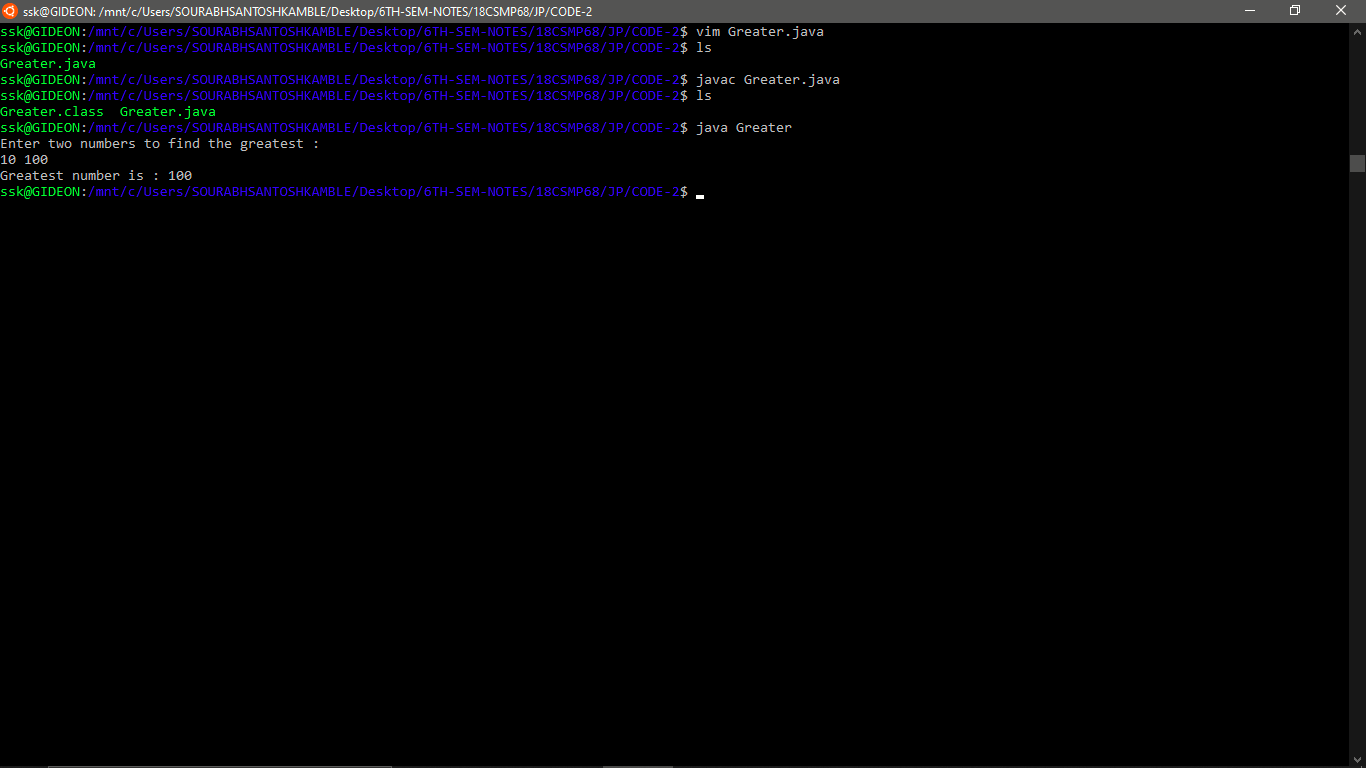 ssk@GIDEON: /mnt/c/Users/SOURABHSANTOSHKAMBLE/Desktop/6TH-SEM-NOTES/18CSMP68/JP/CODE-2
ssk@GIDEON:/mnt/c/Users/SOURABHSANTOSHKAMBLE/Desktop/6TH-SEM-NOTES/18CSMP68/JP/CODE-2$ vim Greater.java
ssk@GIDEON:/mnt/c/Users/SOURABHSANTOSHKAMBLE/Desktop/6TH-SEM-NOTES/18CSMP68/JP/CODE-2$ ls
Greater.java
ssk@GIDEON:/mnt/c/Users/SOURABHSANTOSHKAMBLE/Desktop/6TH-SEM-NOTES/18CSMP68/JP/CODE-2$ javac Greater.java
ssk@GIDEON:/mnt/c/Users/SOURABHSANTOSHKAMBLE/Desktop/6TH-SEM-NOTES/18CSMP68/JP/CODE-2$ ls
Greater.class  Greater.java
ssk@GIDEON:/mnt/c/Users/SOURABHSANTOSHKAMBLE/Desktop/6TH-SEM-NOTES/18CSMP68/JP/CODE-2$ java Greater
Enter two numbers to find the greatest :
10 100
Greatest number is : 100
ssk@GIDEON:/mnt/c/Users/SOURABHSANTOSHKAMBLE/Desktop/6TH-SEM-NOTES/18CSMP68/JP/CODE-2$